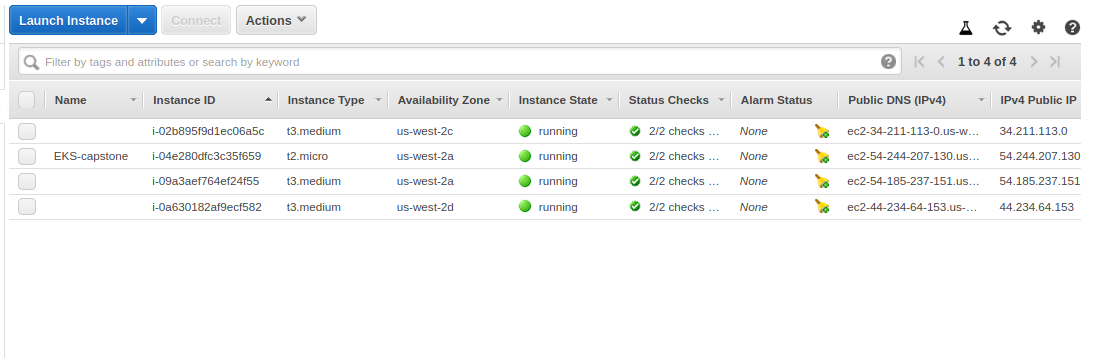 Launch Instance Connect Actions
Filter by tags and attributes or search by keyword 1 to 4 of 4
Name Instance ID Instance Type Availability Zone Instance State Status Checks Alarm Status Public DNS (IPv4) IPv4 Public IP
i-02b895f9d1ec06a5c t3.medium us-west-2c running 2/2 checks ... None ec2-34-211-113-0.us-w... 34.211.113.0
EKS-capstone i-04e280dfc3c35f659 t2.micro us-west-2a running 2/2 checks ... None ec2-54-244-207-130.us... 54.244.207.130
i-09a3aef764ef24f55 t3.medium us-west-2a running 2/2 checks ... None ec2-54-185-237-151.us... 54.185.237.151
i-0a630182af9ecf582 t3.medium us-west-2d running 2/2 checks ... None ec2-44-234-64-153.us-... 44.234.64.153